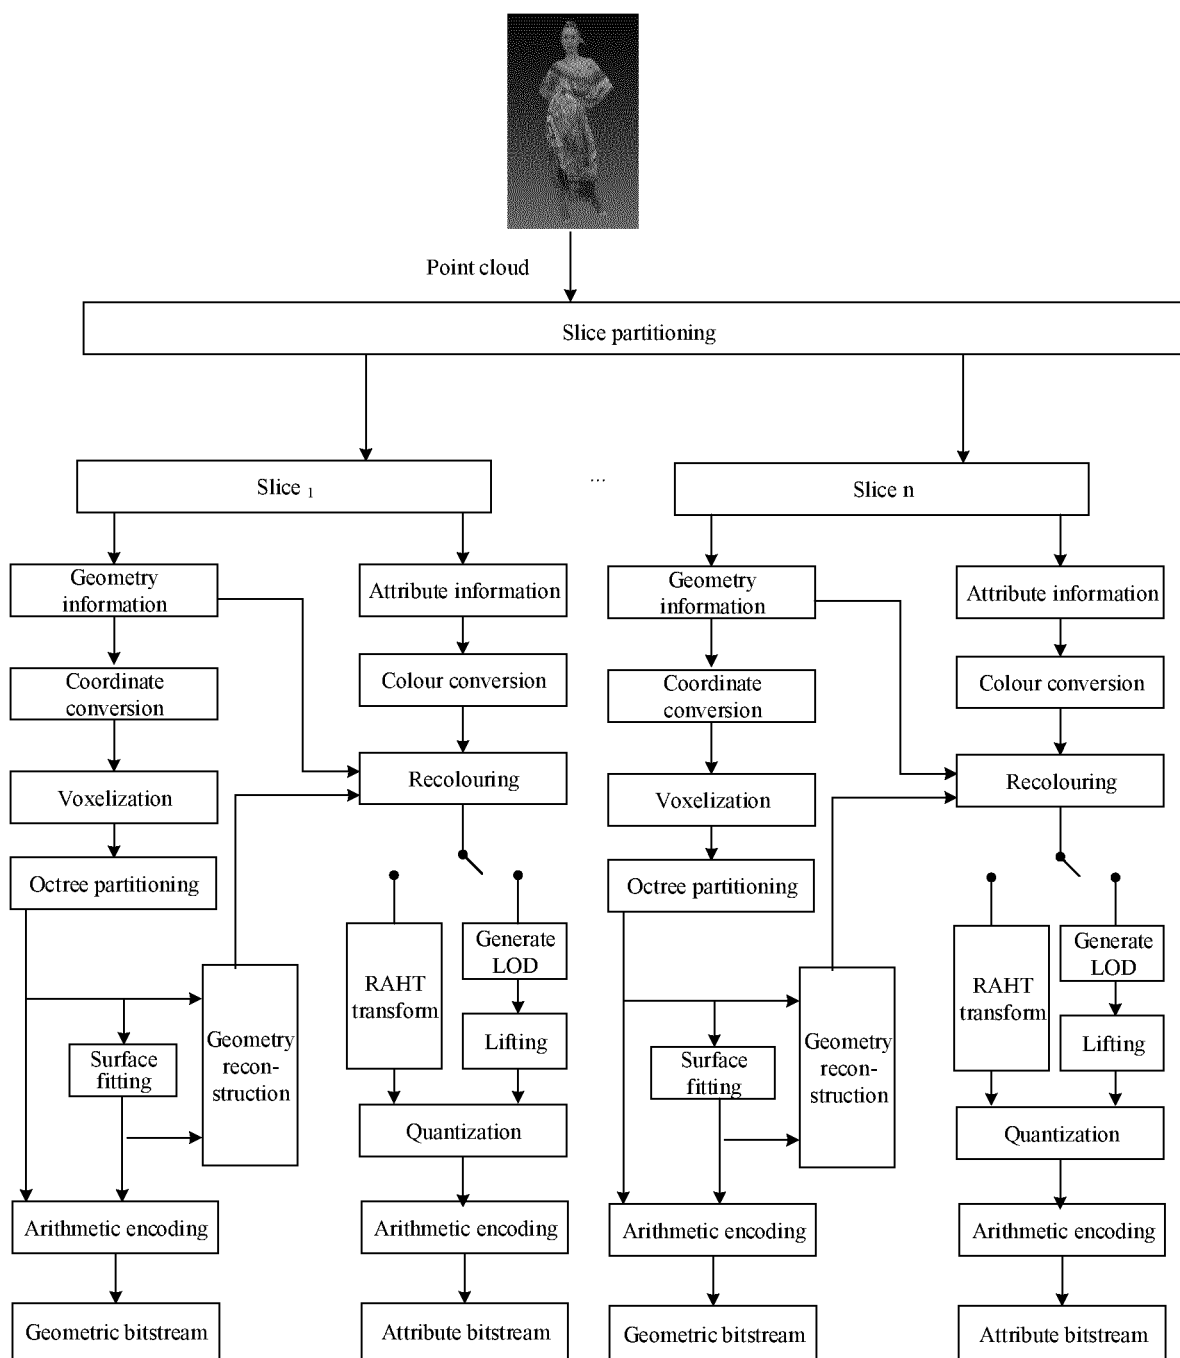 Point cloud
Slice partitioning
Slice 1
...
Slice n
Geometry
information
Attribute information
Geometry
information
Attribute information
Coordinate
conversion
Colour conversion
Coordinate
conversion
Colour conversion
Voxelization
Recolouring
Voxelization
Recolouring
Octree partitioning
Octree partitioning
RAHT
transform
Generate
LOD
Lifting
RAHT
transform
Generate
LOD
Lifting
Surface
fitting
Geometry
recon-
struction
Surface
fitting
Geometry
recon-
struction
Quantization
Quantization
Arithmetic encoding
Arithmetic encoding
Arithmetic encoding
Arithmetic encoding
Geometric bitstream
Attribute bitstream
Geometric bitstream
Attribute bitstream